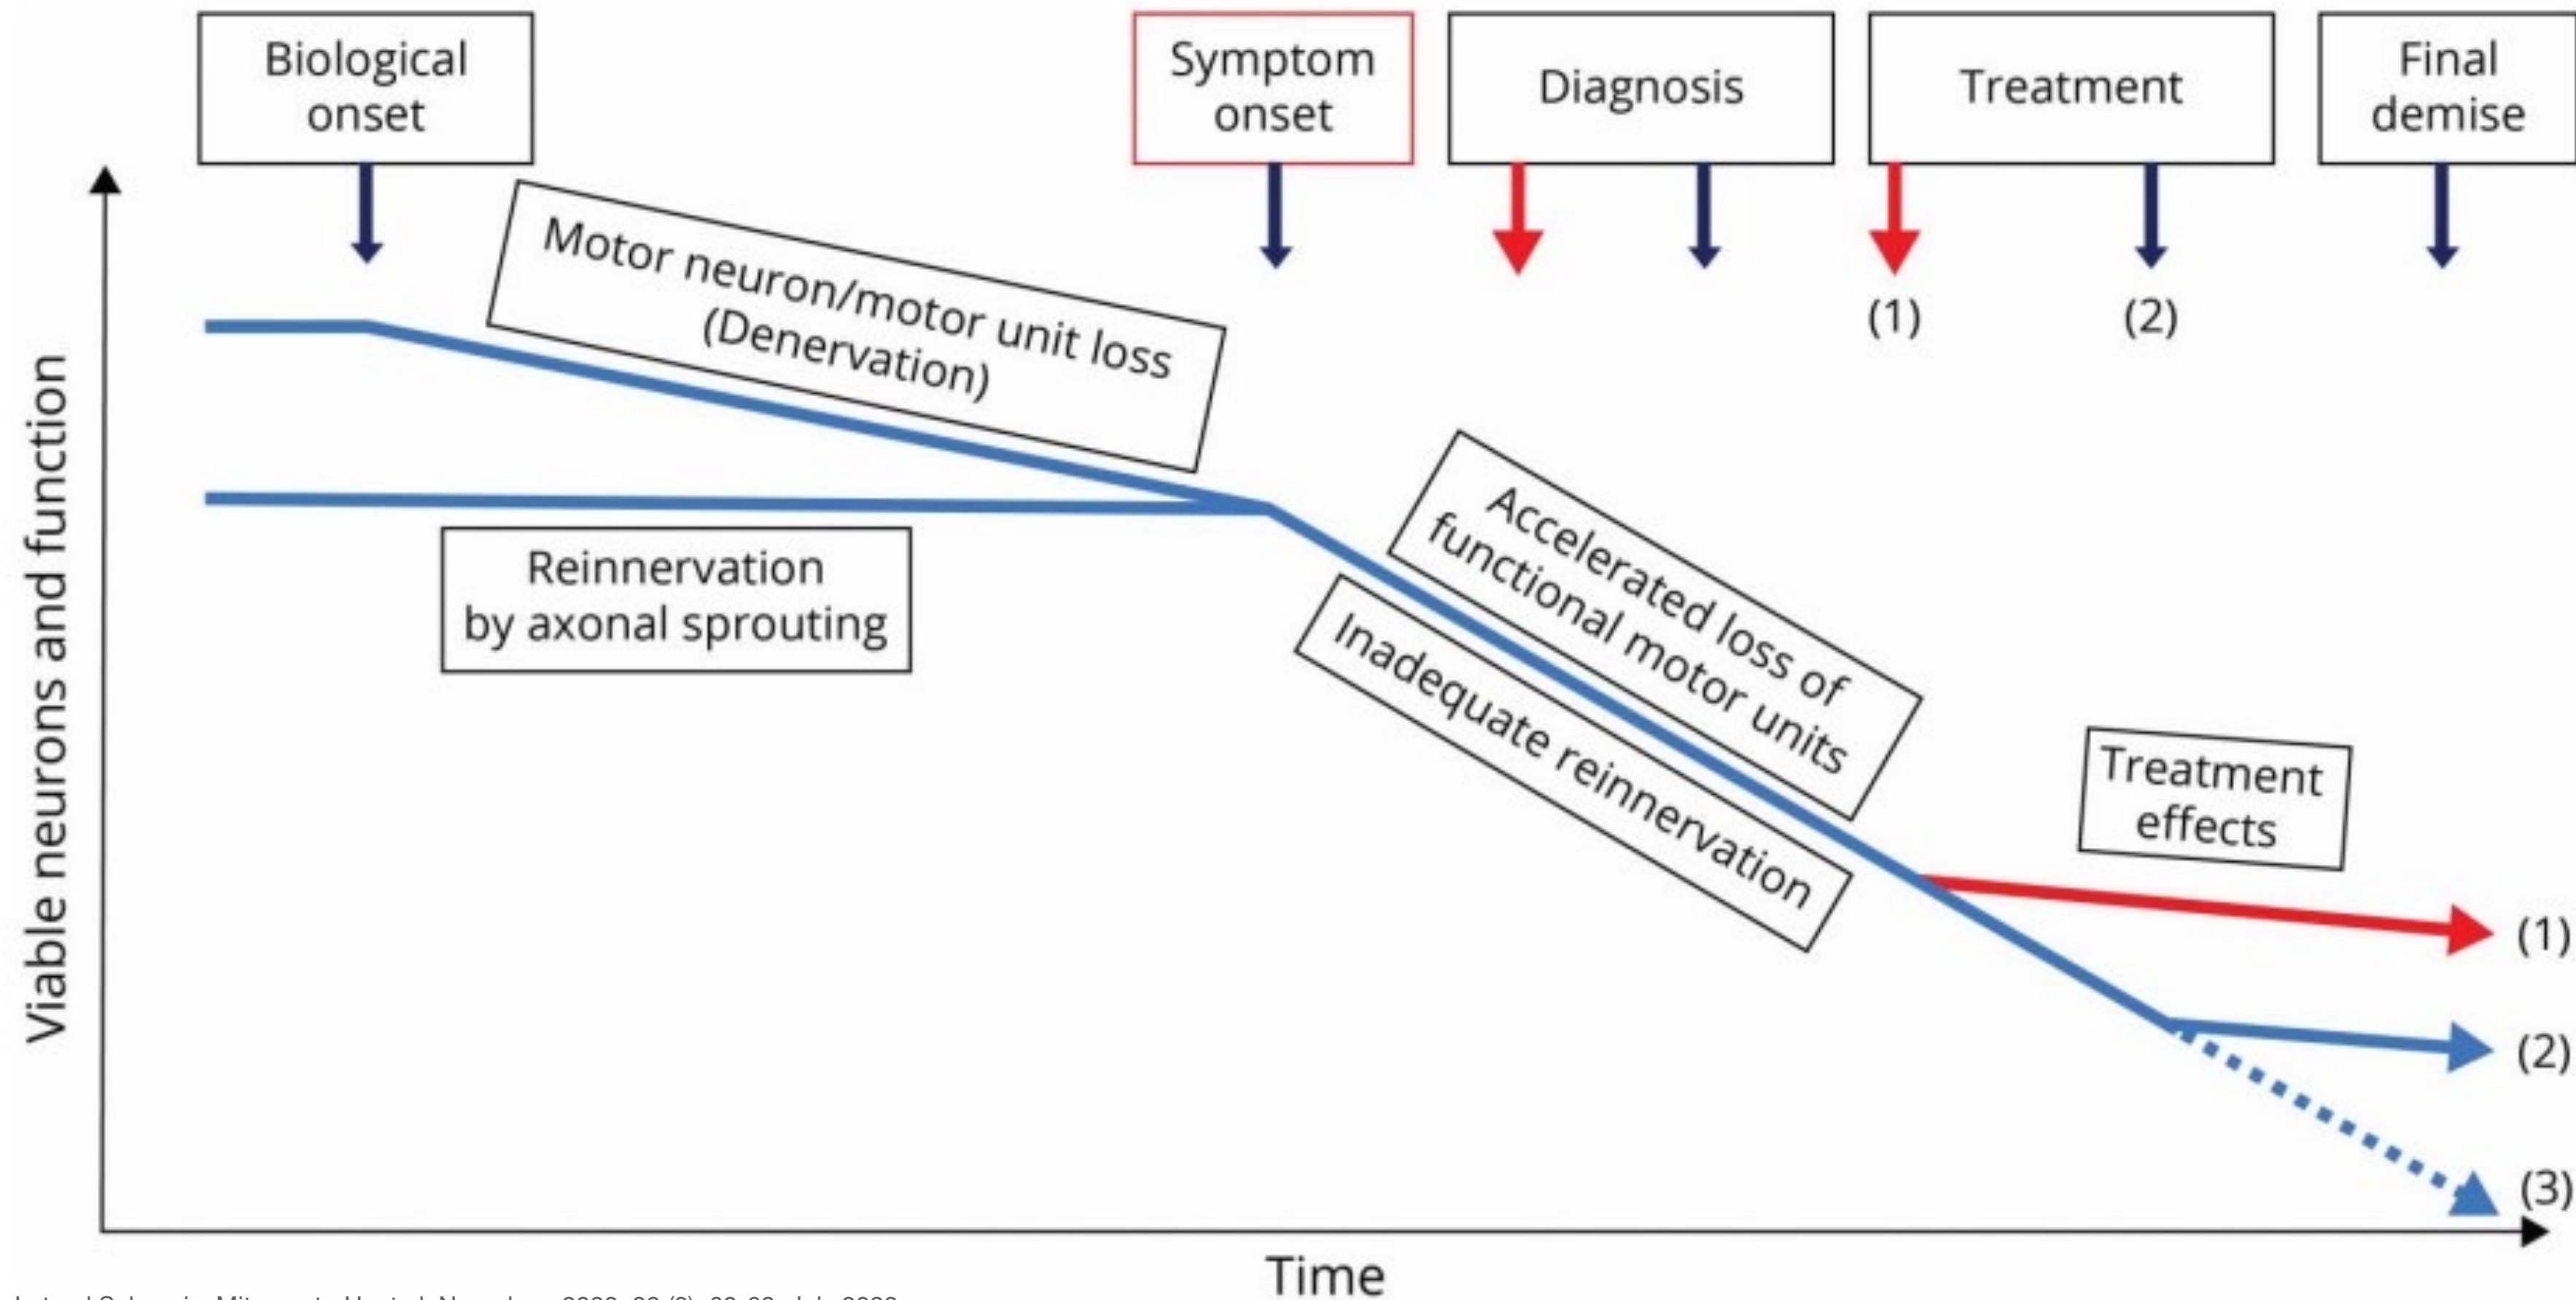 Biological
onset
Symptom
onset
Diagnosis
Treatment
Final
demise
(1)
(2)
Motor neuron/motor unit loss
(Denervation)
Viable neurons and function
Reinnervation
by axonal sprouting
Accelerated loss of
functional motor units
Inadequate reinnervation
Treatment
effects
(1)
(2)
(3)
Time